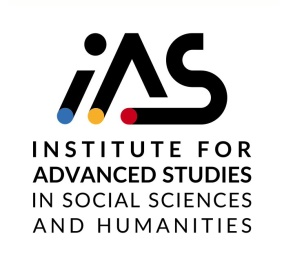 iAS
INSTITUTE FOR
ADVANCED STUDIES
IN SOCIAL SCIENCES
AND HUMANITIES